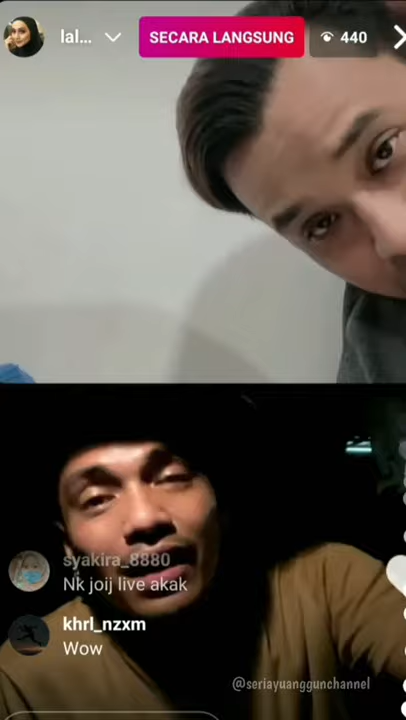 lal...
SECARA LANGSUNG
440
syakira_8880
Nk joij live akak
khrl_nzxm
Wow
@seriayuanggunchannel